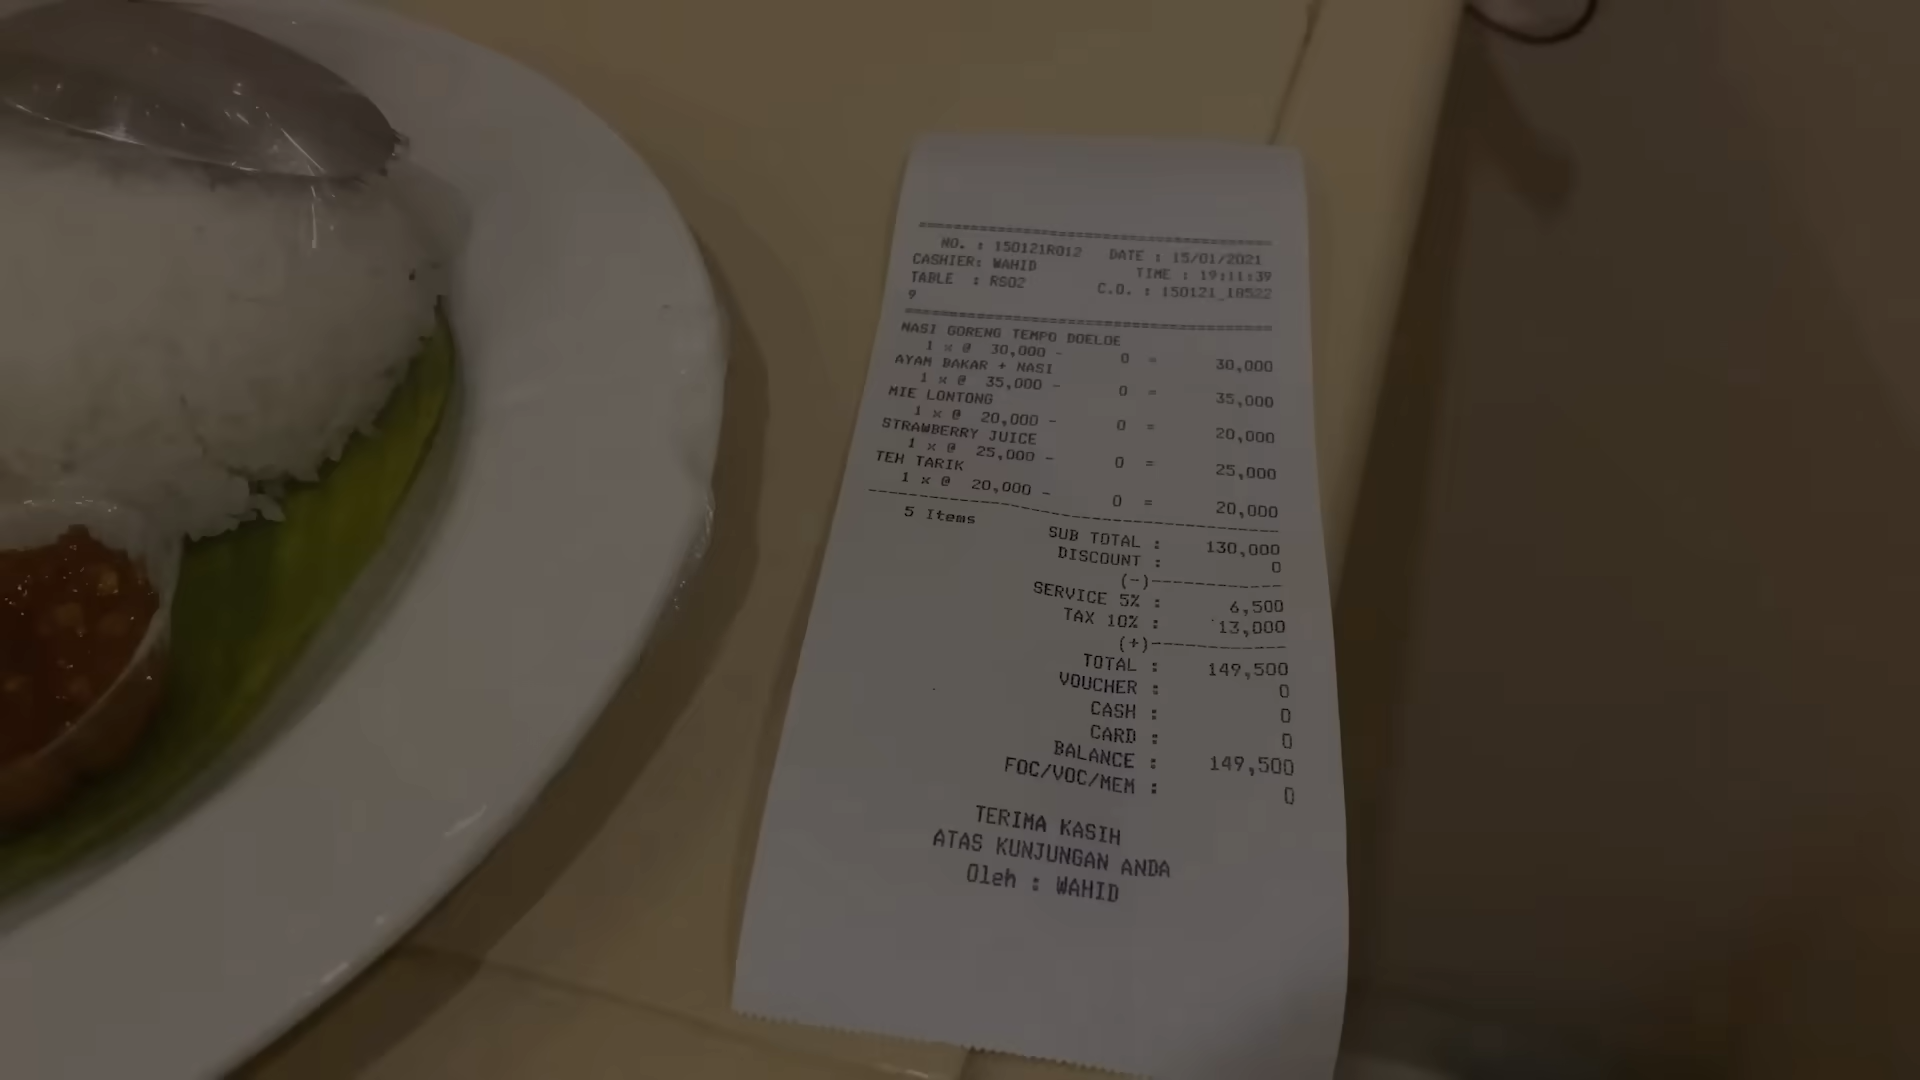 NO. : 150121R012 DATE : 15/01/2021
CASHIER: WAHID TIME : 19:11:39
TABLE : RS02 C.O. : 150121_18522
9
NASI GORENG TEMPO DOELOE
1 x @ 30,000 - 0 = 30,000
AYAM BAKAR + NASI
1 x @ 35,000 - 0 = 35,000
MIE LONTONG
1 x @ 20,000 - 0 = 20,000
STRAWBERRY JUICE
1 x @ 25,000 - 0 = 25,000
TEH TARIK
1 x @ 20,000 - 0 = 20,000
5 Items
SUB TOTAL : 130,000
DISCOUNT : 0
(-)
SERVICE 5% : 6,500
TAX 10% : 13,000
(+)
TOTAL : 149,500
VOUCHER : 0
CASH : 0
CARD : 0
BALANCE : 149,500
FOC/VOC/MEM : 0
TERIMA KASIH
ATAS KUNJUNGAN ANDA
Oleh : WAHID